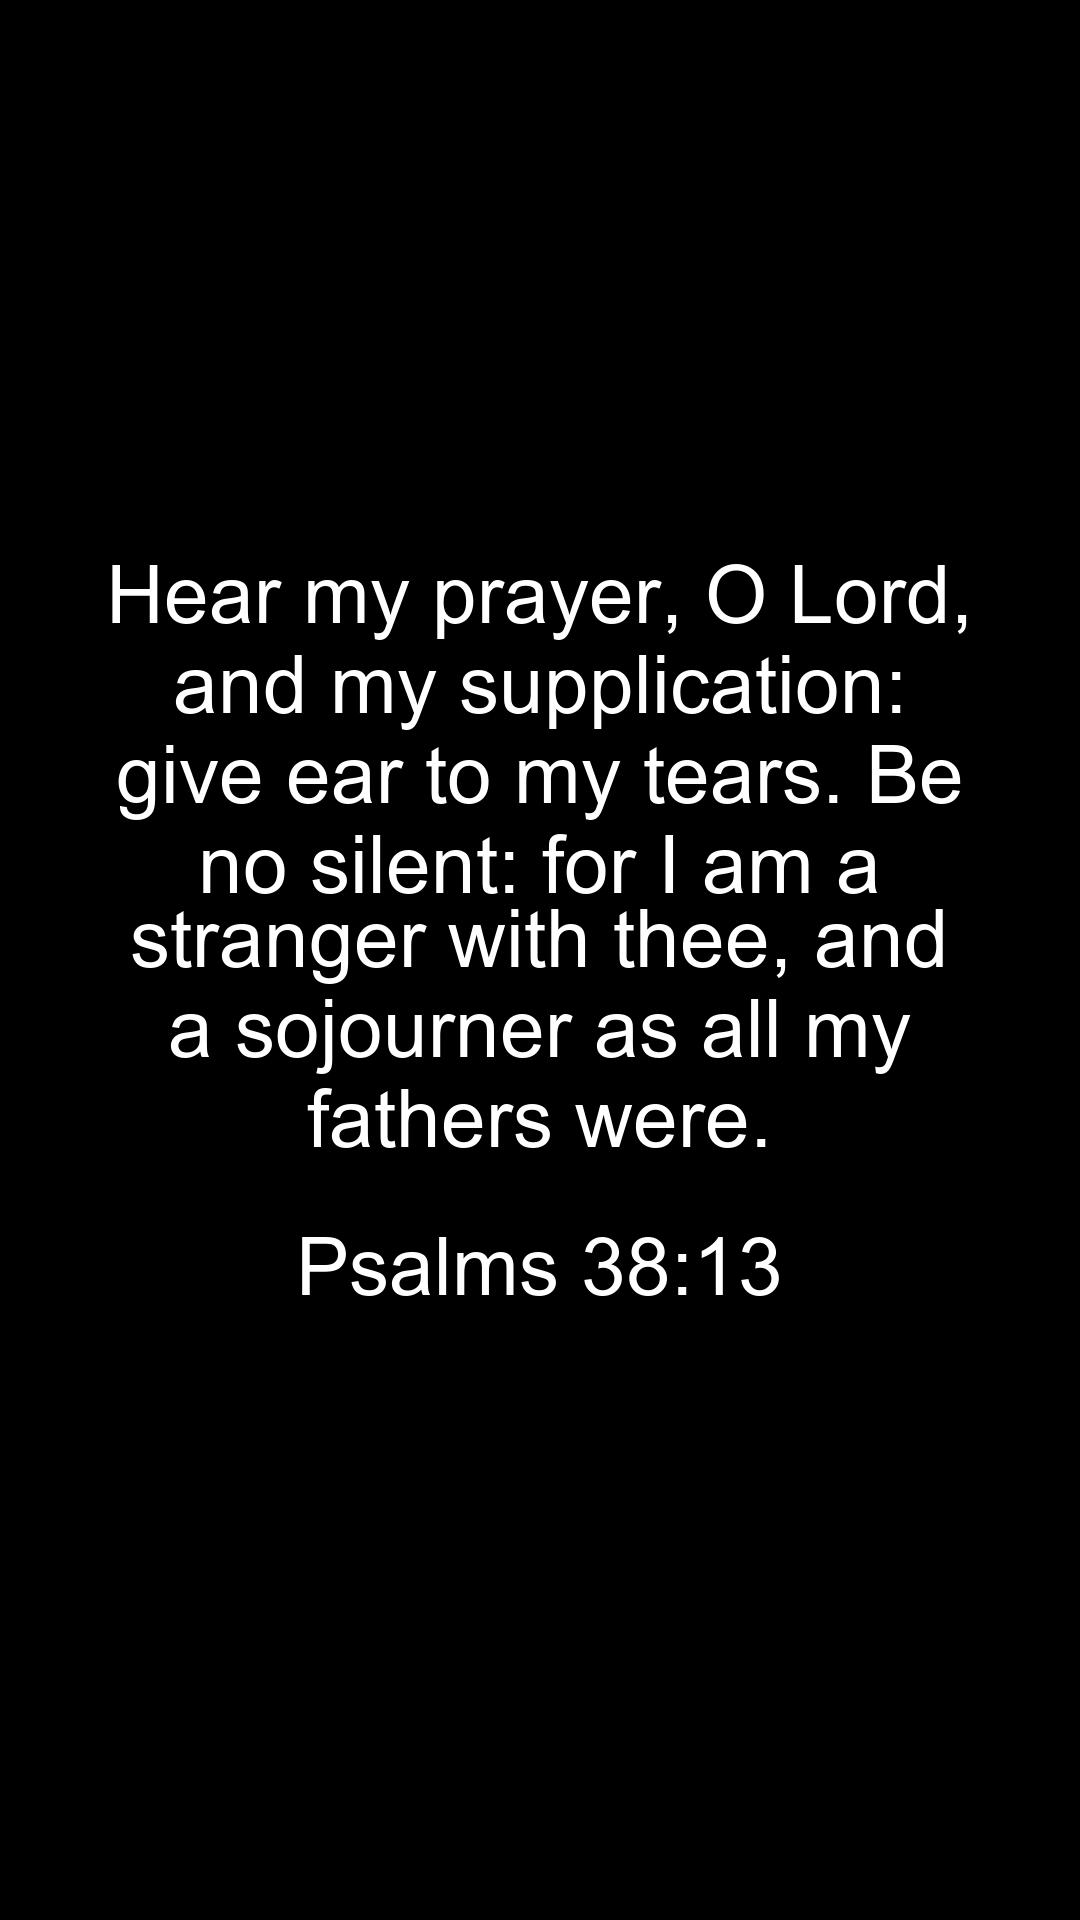 Hear my prayer, O Lord,
and my supplication:
give ear to my tears. Be
no silent: for I am a
stranger with thee, and
a sojourner as all my
fathers were.
Psalms 38:13